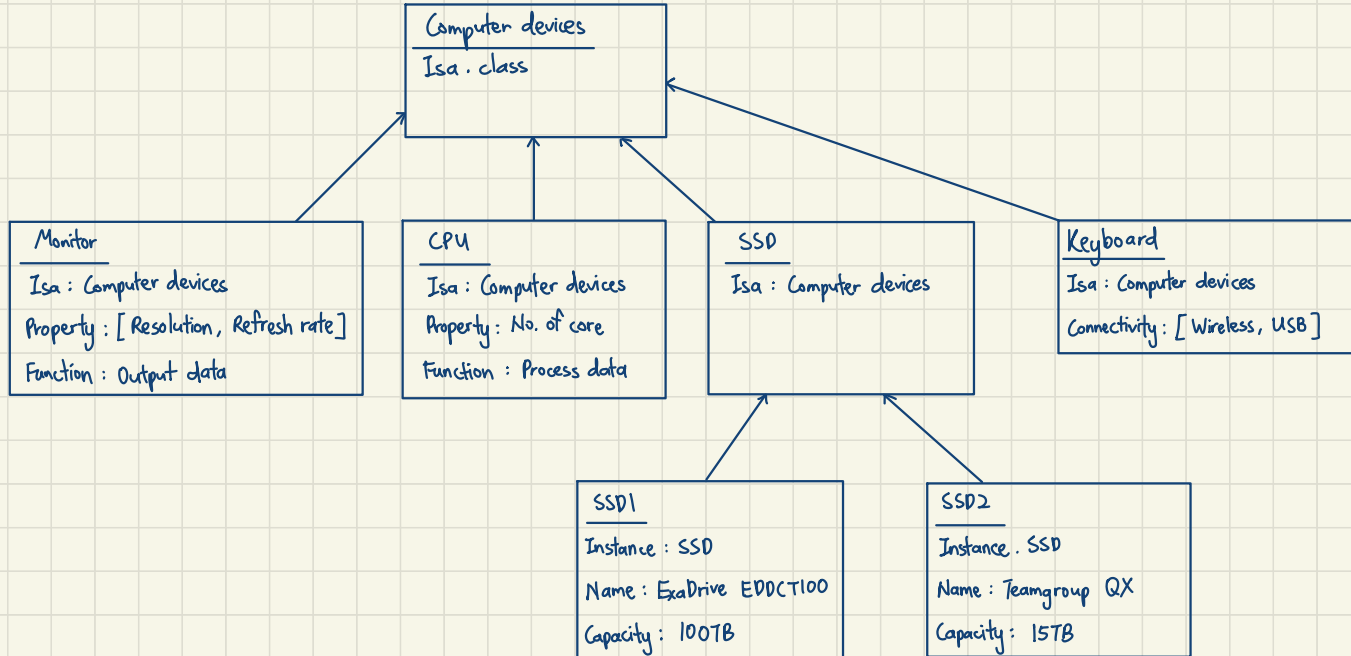 Computer devices
Isa . class
Monitor
Isa : Computer devices
Property : [ Resolution, Refresh rate ]
Function : Output data
CPU
Isa : Computer devices
Property : No. of core
Function : Process data
SSD
Isa : Computer devices
Keyboard
Isa : Computer devices
Connectivity : [ Wireless, USB ]
SSD1
Instance : SSD
Name : ExaDrive EDDCT100
Capacity : 100TB
SSD2
Instance . SSD
Name : Teamgroup QX
Capacity : 15TB